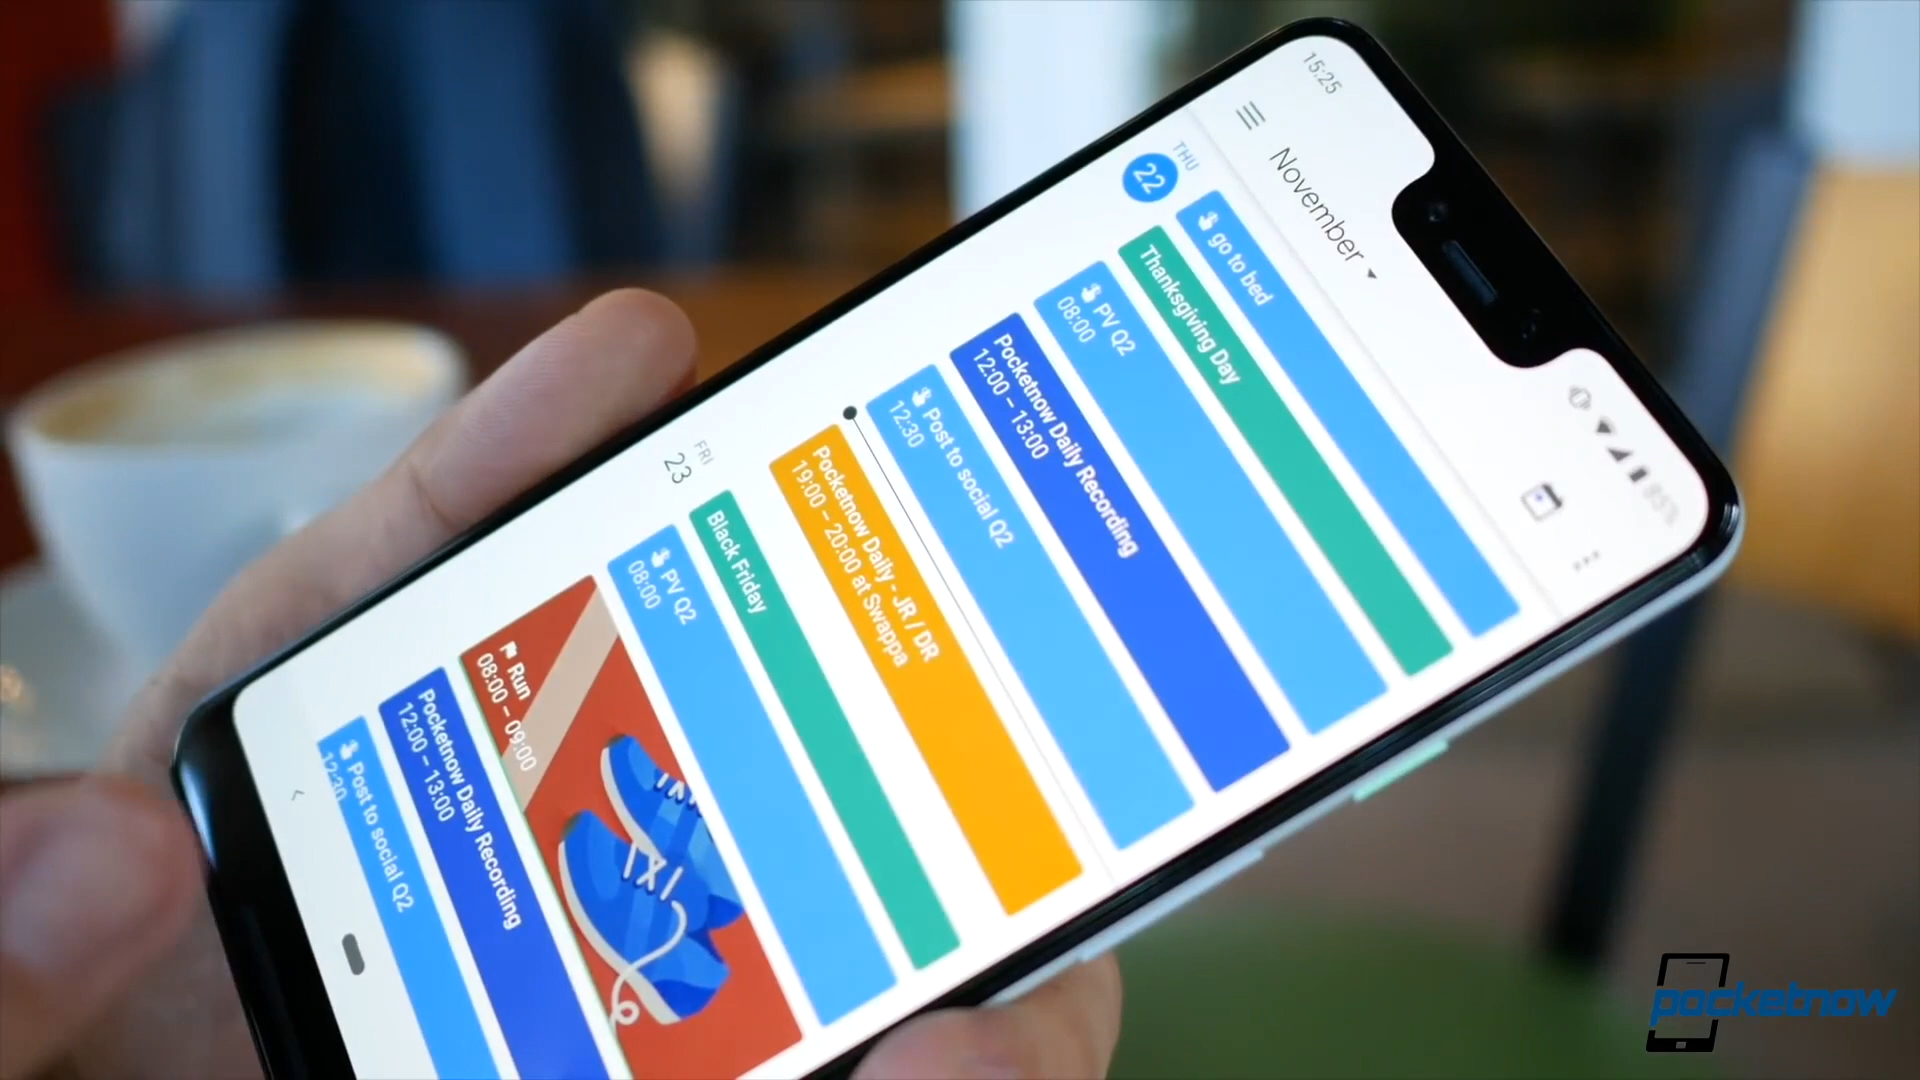 15:25
85%
November
THU
22
go to bed
Thanksgiving Day
PV Q2
08:00
Pocketnow Daily Recording
12:00 – 13:00
Post to social Q2
12:30
Pocketnow Daily - JR / DR
19:00 – 20:00 at Swappa
FRI
23
Black Friday
PV Q2
08:00
Run
08:00 – 09:00
Pocketnow Daily Recording
12:00 – 13:00
Post to social Q2
12:30
pocketnow